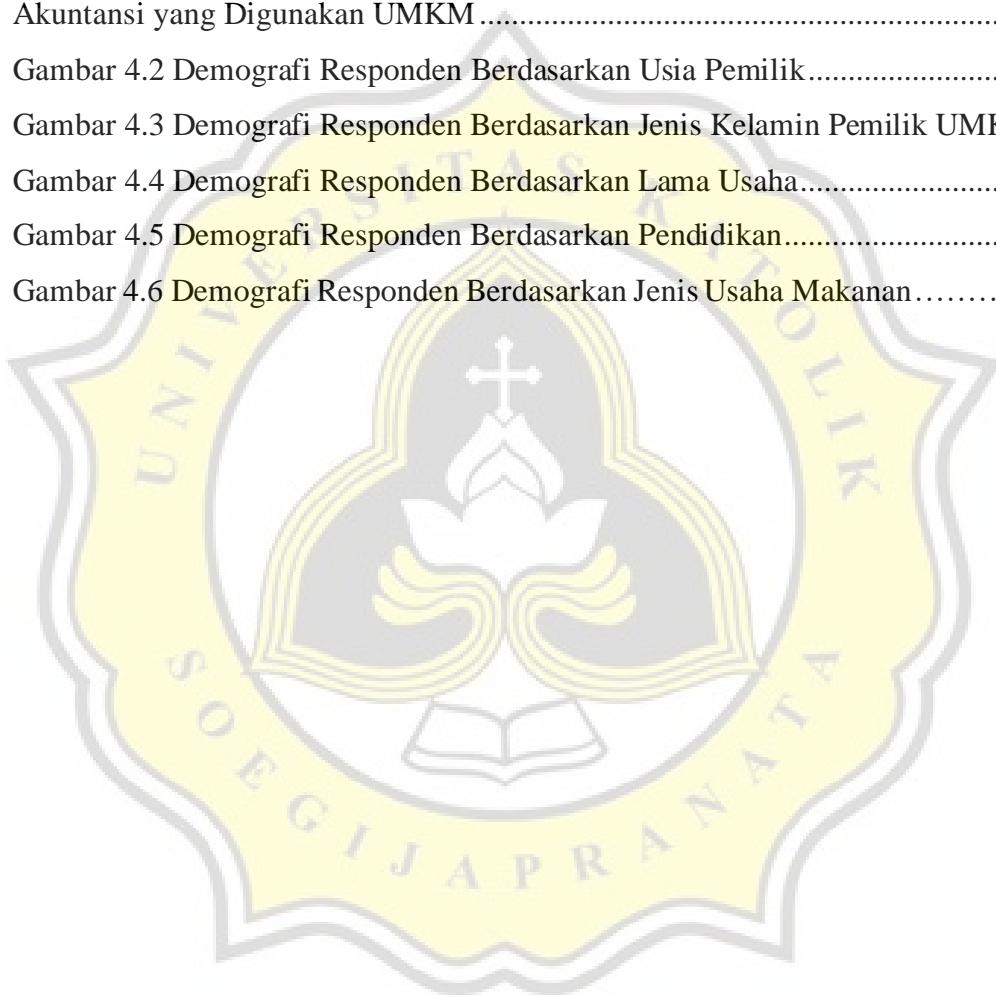 Akuntansi yang Digunakan UMKM..........................................................................
Gambar 4.2 Demografi Responden Berdasarkan Usia Pemilik...........................
Gambar 4.3 Demografi Responden Berdasarkan Jenis Kelamin Pemilik
Gambar 4.4 Demografi Responden Berdasarkan Lama Usaha............................
Gambar 4.5 Demografi Responden Berdasarkan Pendidikan..............................
Gambar 4.6 Demografi Responden Berdasarkan Jenis Usaha Makanan………
UNIVERSITAS KATOLIK
SOEGIJAPRANATA